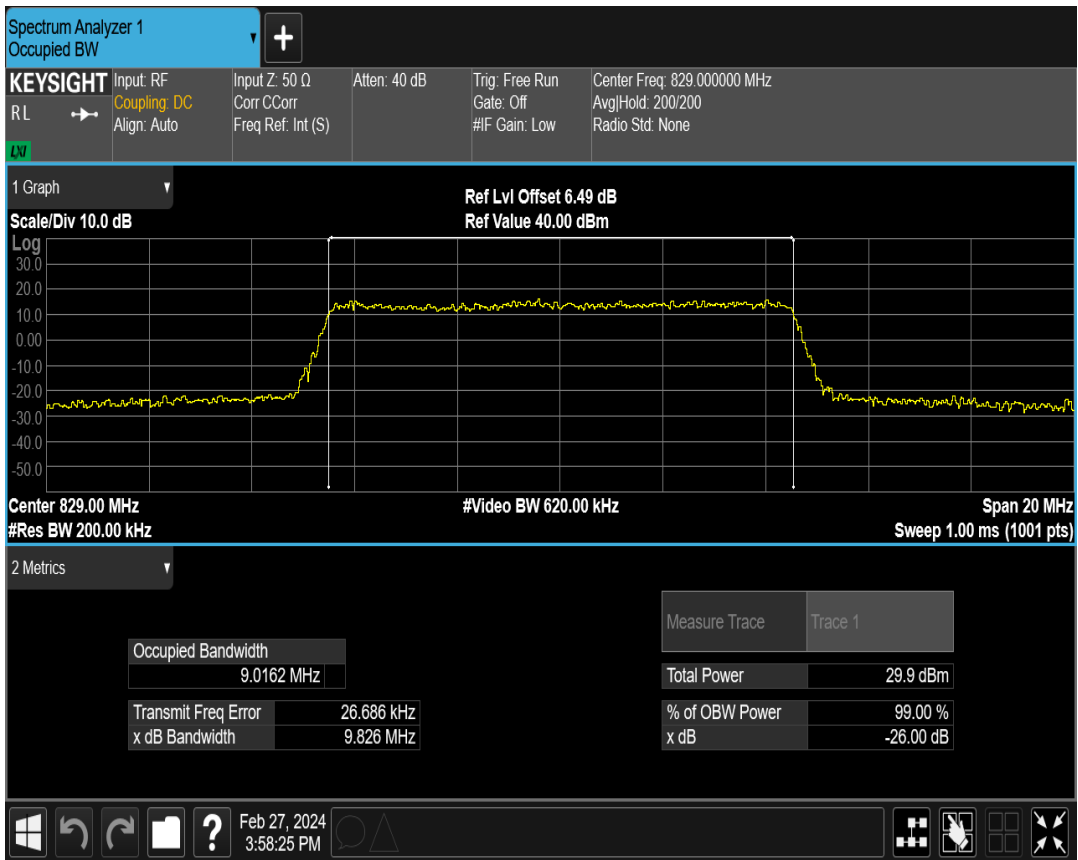 Spectrum Analyzer 1
Occupied BW
+
KEYSIGHT
RL
LXI
Input: RF
Coupling: DC
Align: Auto
Input Z: 50 Ω
Corr CCorr
Freq Ref: Int (S)
Atten: 40 dB
Trig: Free Run
Gate: Off
#IF Gain: Low
Center Freq: 829.000000 MHz
Avg|Hold: 200/200
Radio Std: None
1 Graph
Scale/Div 10.0 dB
Ref Lvl Offset 6.49 dB
Ref Value 40.00 dBm
Log
30.0
20.0
10.0
0.00
-10.0
-20.0
-30.0
-40.0
-50.0
Center 829.00 MHz
#Res BW 200.00 kHz
#Video BW 620.00 kHz
Span 20 MHz
Sweep 1.00 ms (1001 pts)
2 Metrics
Occupied Bandwidth
9.0162 MHz
Transmit Freq Error 26.686 kHz
x dB Bandwidth 9.826 MHz
Measure Trace Trace 1
Total Power 29.9 dBm
% of OBW Power 99.00 %
x dB -26.00 dB
?
Feb 27, 2024
3:58:25 PM